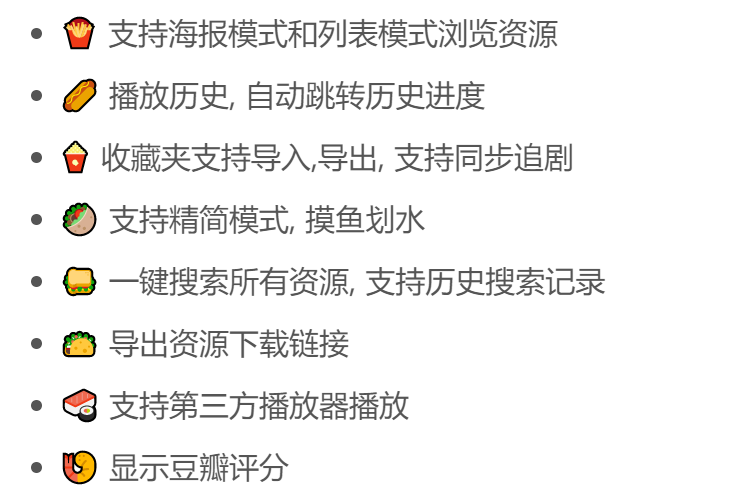 支持海报模式和列表模式浏览资源
播放历史, 自动跳转历史进度
收藏夹支持导入,导出, 支持同步追剧
支持精简模式, 摸鱼划水
一键搜索所有资源, 支持历史搜索记录
导出资源下载链接
支持第三方播放器播放
显示豆瓣评分